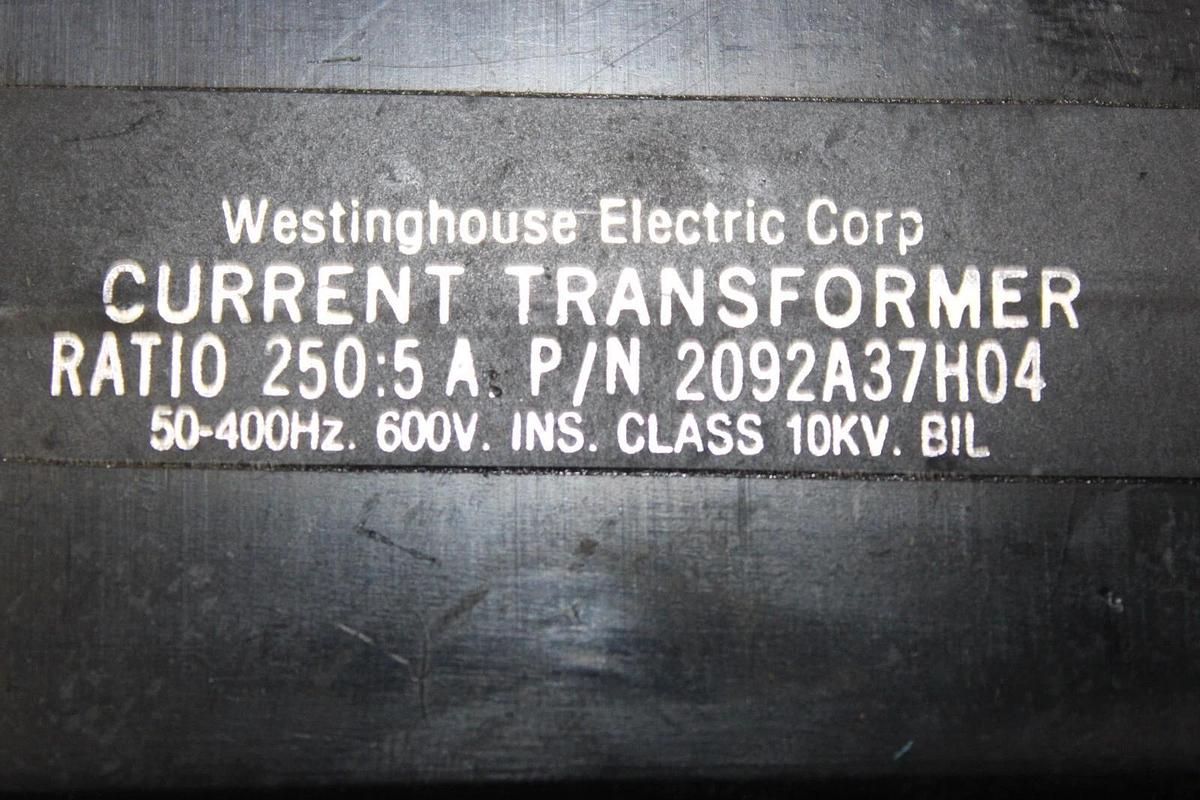 Westinghouse Electric Corp
CURRENT TRANSFORMER
RATIO 250:5 A. P/N 2092A37H04
50-400Hz. 600V. INS. CLASS 10KV. BIL